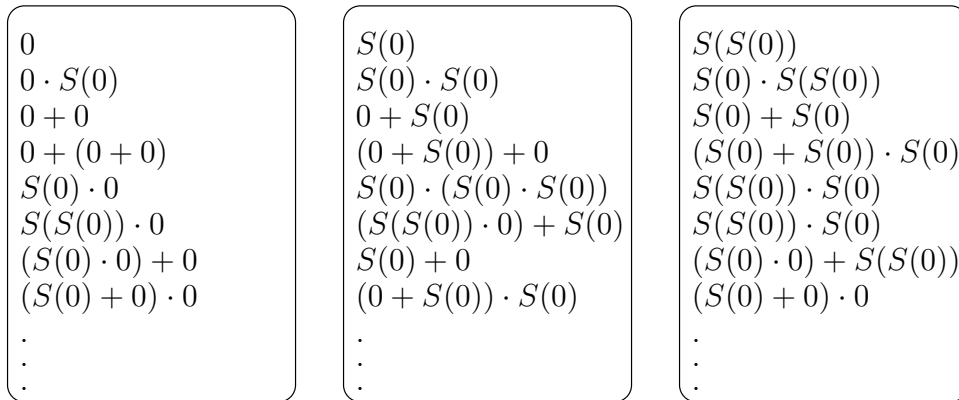 0
0 · S(0)
0 + 0
0 + (0 + 0)
S(0) · 0
S(S(0)) · 0
(S(0) · 0) + 0
(S(0) + 0) · 0
.
.
.
S(0)
S(0) · S(0)
0 + S(0)
(0 + S(0)) + 0
S(0) · (S(0) · S(0))
(S(S(0)) · 0) + S(0)
S(0) + 0
(0 + S(0)) · S(0)
.
.
.
S(S(0))
S(0) · S(S(0))
S(0) + S(0)
(S(0) + S(0)) · S(0)
S(S(0)) · S(0)
S(S(0)) · S(0)
(S(0) · 0) + S(S(0))
(S(0) + 0) · 0
.
.
.